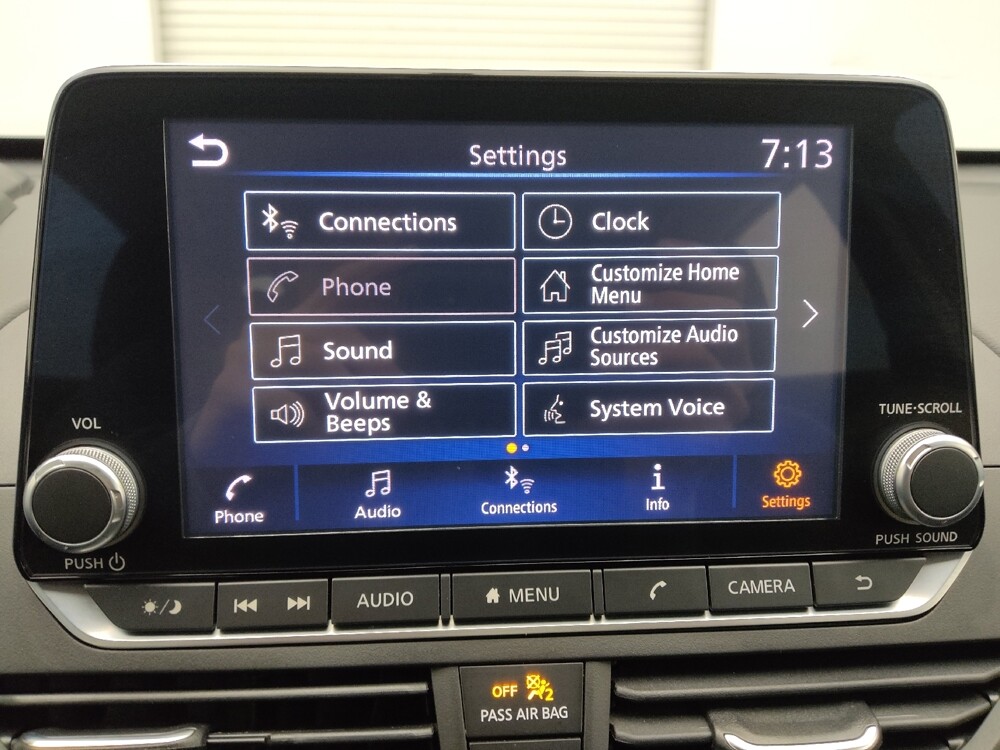 Settings
7:13
Connections
Clock
Phone
Customize Home
Menu
Sound
Customize Audio
Sources
Volume &
Beeps
System Voice
VOL
TUNE·SCROLL
Phone
Audio
Connections
Info
Settings
PUSH
PUSH SOUND
AUDIO
MENU
CAMERA
OFF
2
PASS AIR BAG